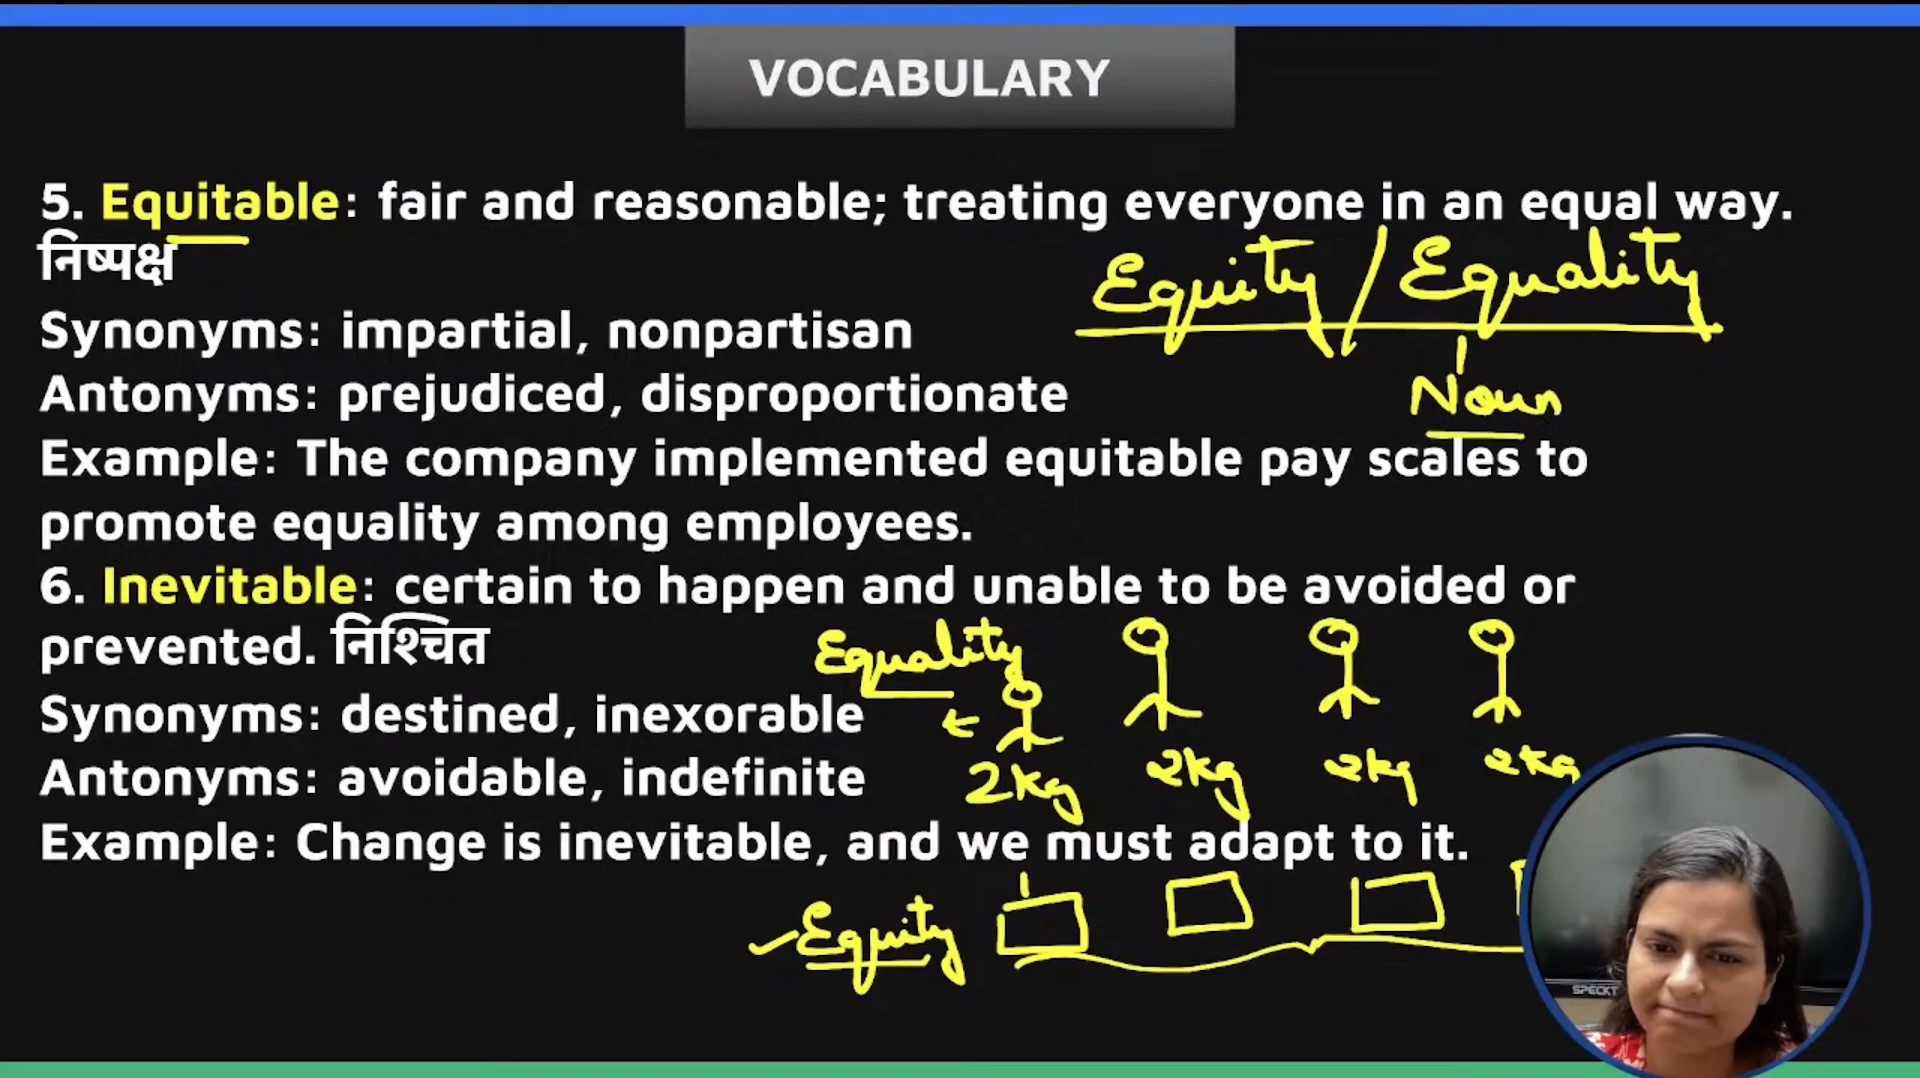 VOCABULARY
5. Equitable: fair and reasonable; treating everyone in an equal way.
निष्पक्ष
Equity / Equality
Synonyms: impartial, nonpartisan
Antonyms: prejudiced, disproportionate
Noun
Example: The company implemented equitable pay scales to
promote equality among employees.
6. Inevitable: certain to happen and unable to be avoided or
prevented. निश्चित
Equality
Synonyms: destined, inexorable
Antonyms: avoidable, indefinite
2kg 2kg 2kg 2kg
Example: Change is inevitable, and we must adapt to it.
Equity